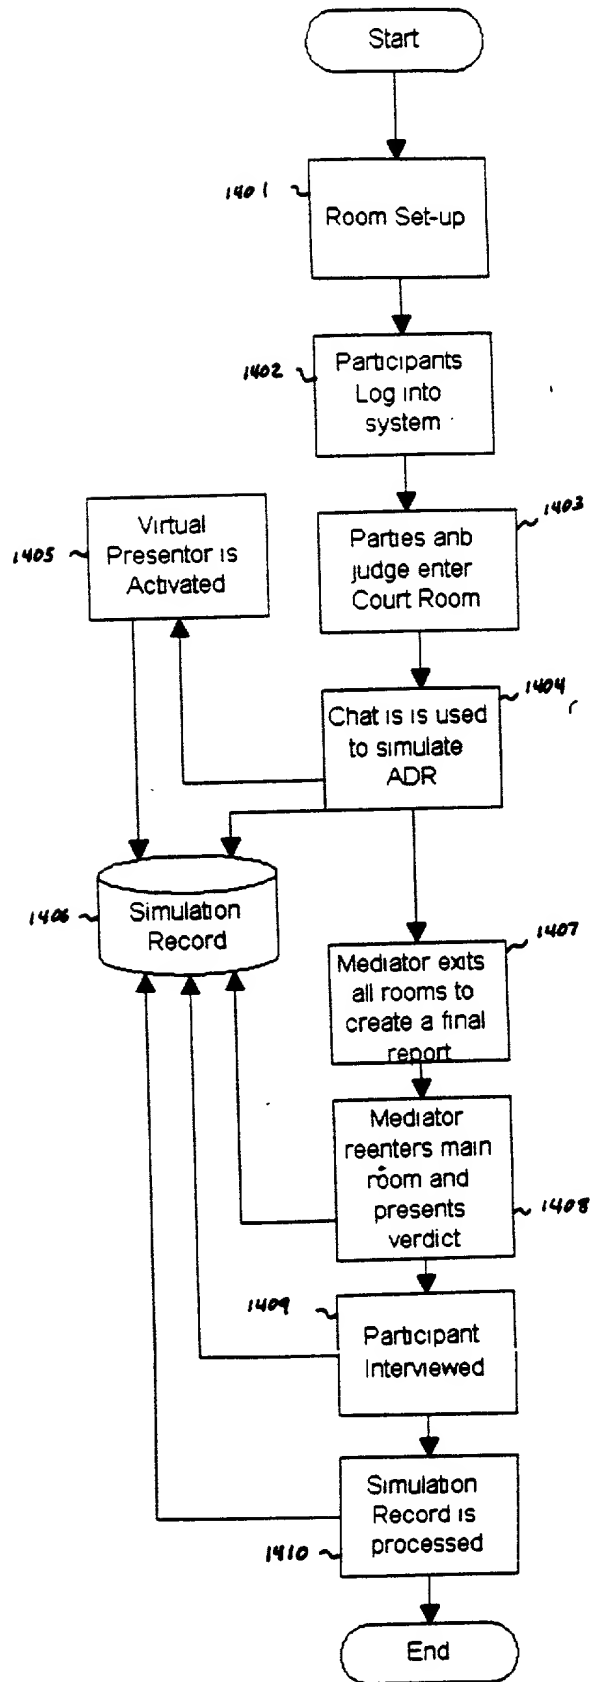 Start
1401
Room Set-up
1402
Participants
Log into
system
1403
Parties anb
judge enter
Court Room
1405
Virtual
Presentor is
Activated
1404
Chat is is used
to simulate
ADR
1406
Simulation
Record
1407
Mediator exits
all rooms to
create a final
report
Mediator
reenters main
room and
presents
verdict
1408
1409
Participant
Interviewed
Simulation
Record is
processed
1410
End